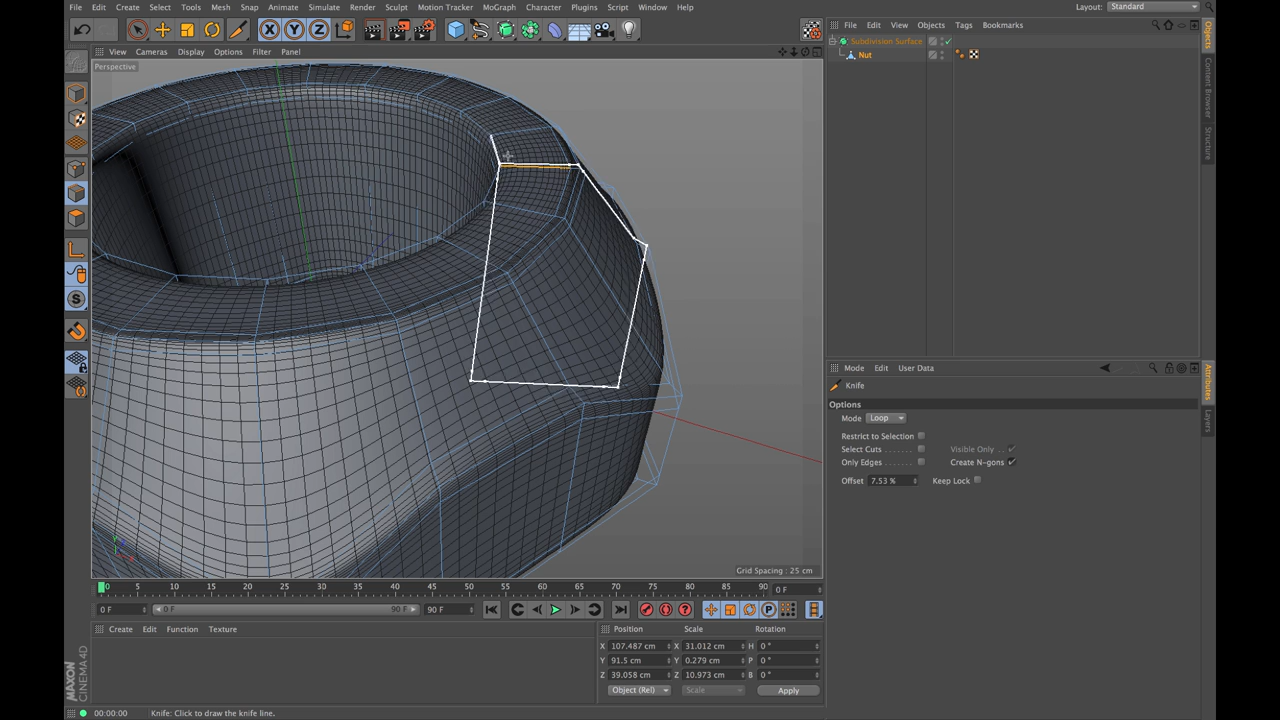 File Edit Create Select Tools Mesh Snap Animate Simulate Render Sculpt Motion Tracker MoGraph Character Plugins Script Window Help Layout: Standard
X Y Z File Edit View Objects Tags Bookmarks
View Cameras Display Options Filter Panel
Subdivision Surface
Nut
Perspective
Objects
Content Browser
Structure
Mode Edit User Data
Knife
Options
Mode Loop
Restrict to Selection
Select Cuts Visible Only
Only Edges Create N-gons
Offset 7.53 % Keep Lock
Attributes
Layers
S
Y
Grid Spacing : 25 cm
0 5 10 15 20 25 30 35 40 45 50 55 60 65 70 75 80 85 90 0 F
0 F 0 F 90 F 90 F P
Create Edit Function Texture
Position Scale Rotation
X 107.487 cm X 31.012 cm H 0 °
Y 91.5 cm Y 0.279 cm P 0 °
Z 39.058 cm Z 10.973 cm B 0 °
Object (Rel) Scale Apply
MAXON
CINEMA 4D
00:00:00 Knife: Click to draw the knife line.